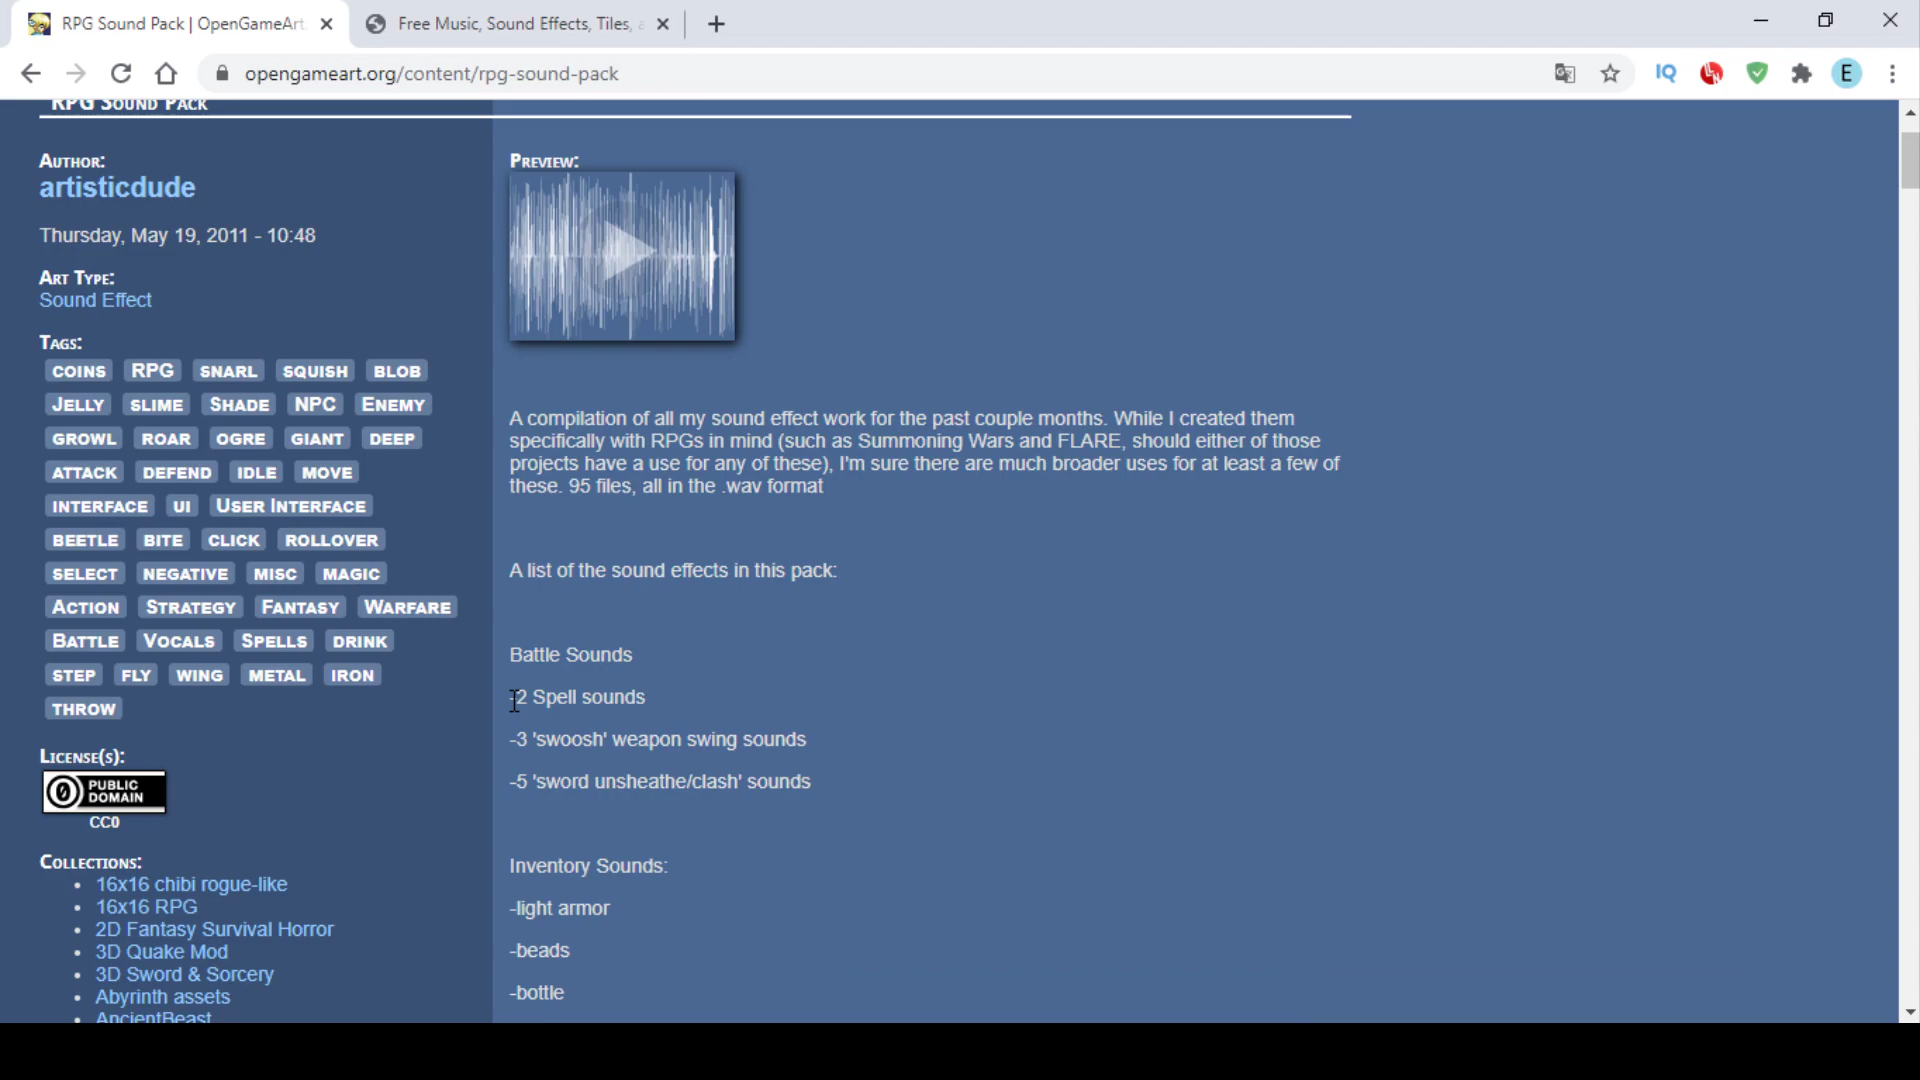 RPG Sound Pack | OpenGameArt.
Free Music, Sound Effects, Tiles, a
opengameart.org/content/rpg-sound-pack
IQ
E
RPG Sound Pack
Author:
artisticdude
Thursday, May 19, 2011 - 10:48
Art Type:
Sound Effect
Tags:
coins RPG snarl squish blob
Jelly slime Shade NPC Enemy
growl roar ogre giant deep
attack defend idle move
interface ui User Interface
beetle bite click rollover
select negative misc magic
Action Strategy Fantasy Warfare
Battle Vocals Spells drink
step fly wing metal iron
throw
License(s):
PUBLIC
DOMAIN
CC0
Collections:
16x16 chibi rogue-like
16x16 RPG
2D Fantasy Survival Horror
3D Quake Mod
3D Sword & Sorcery
Abyrinth assets
AncientBeast
Preview:
A compilation of all my sound effect work for the past couple months. While I created them
specifically with RPGs in mind (such as Summoning Wars and FLARE, should either of those
projects have a use for any of these), I'm sure there are much broader uses for at least a few of
these. 95 files, all in the .wav format
A list of the sound effects in this pack:
Battle Sounds
-2 Spell sounds
-3 'swoosh' weapon swing sounds
-5 'sword unsheathe/clash' sounds
Inventory Sounds:
-light armor
-beads
-bottle